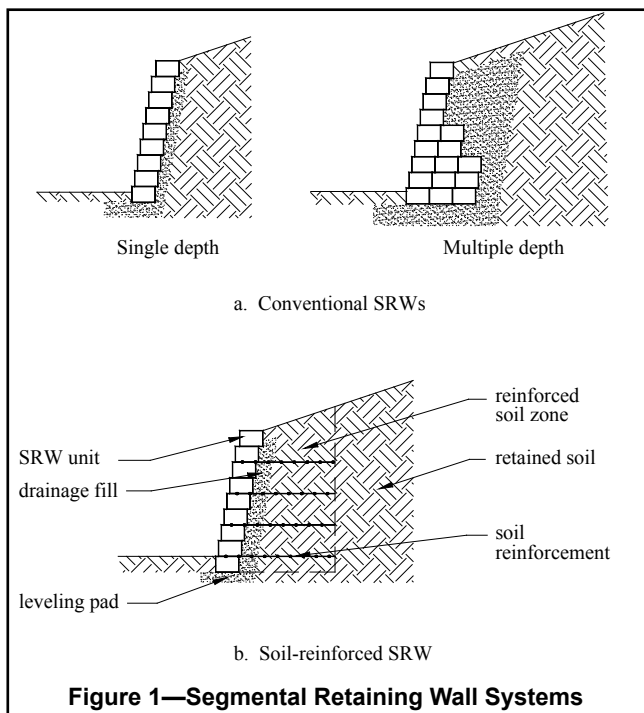 Single depth
Multiple depth
a. Conventional SRWs
reinforced
soil zone
SRW unit
retained soil
drainage fill
soil
reinforcement
leveling pad
b. Soil-reinforced SRW
Figure 1—Segmental Retaining Wall Systems